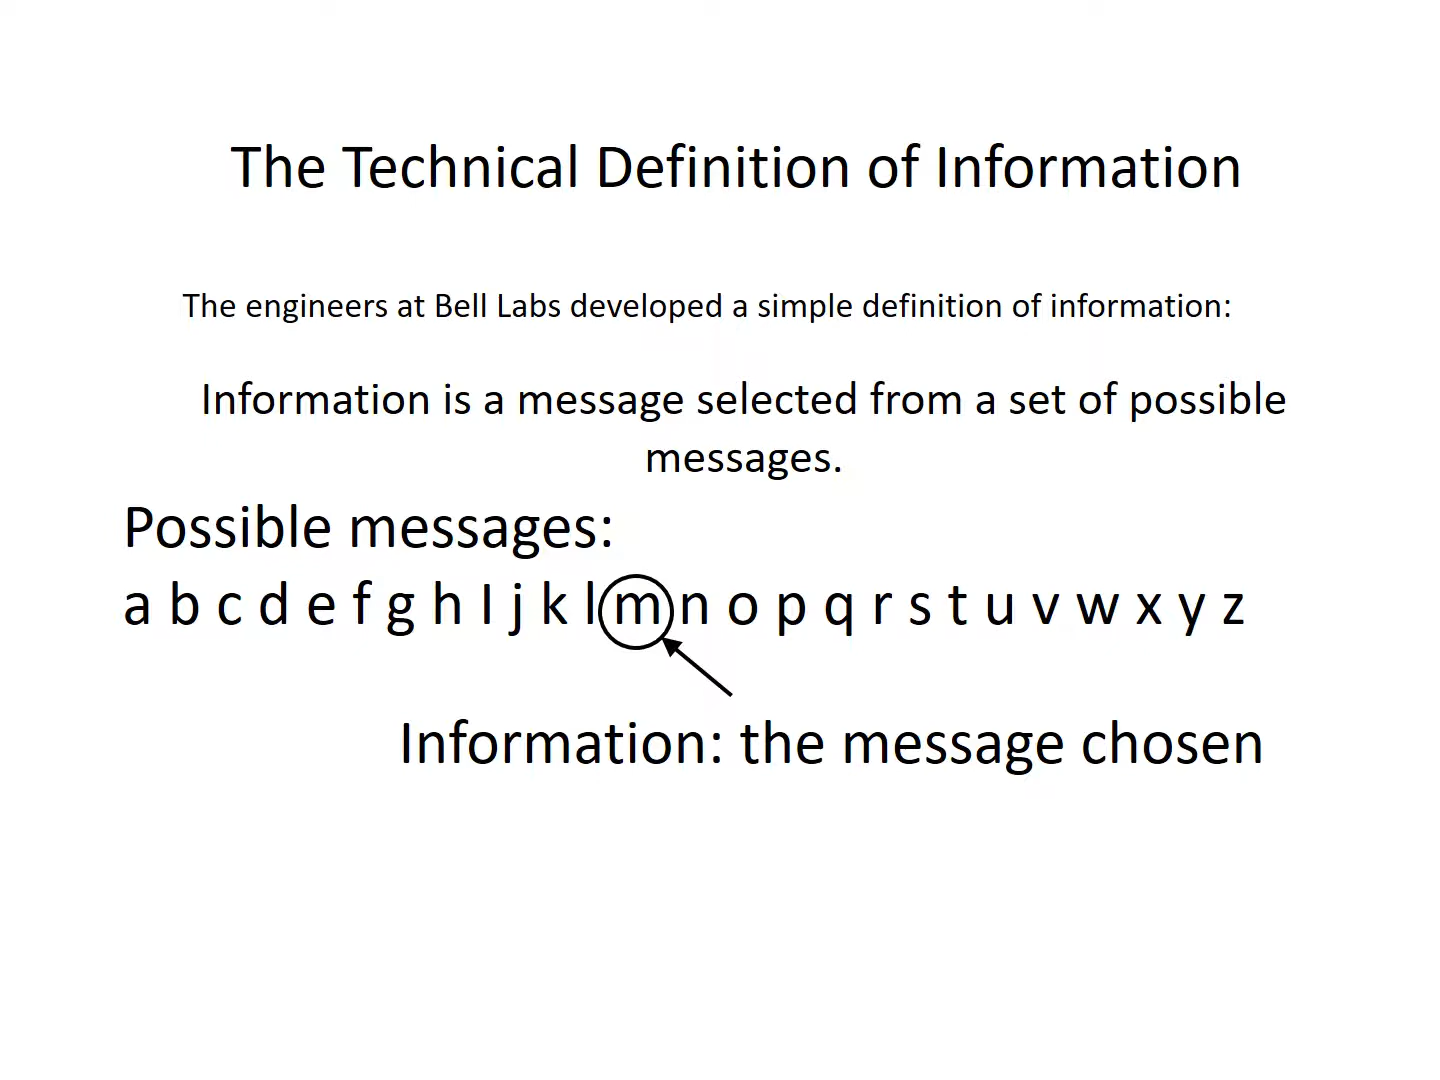 The Technical Definition of Information
The engineers at Bell Labs developed a simple definition of information:
Information is a message selected from a set of possible
messages.
Possible messages:
a b c d e f g h I j k l m n o p q r s t u v w x y z
Information: the message chosen